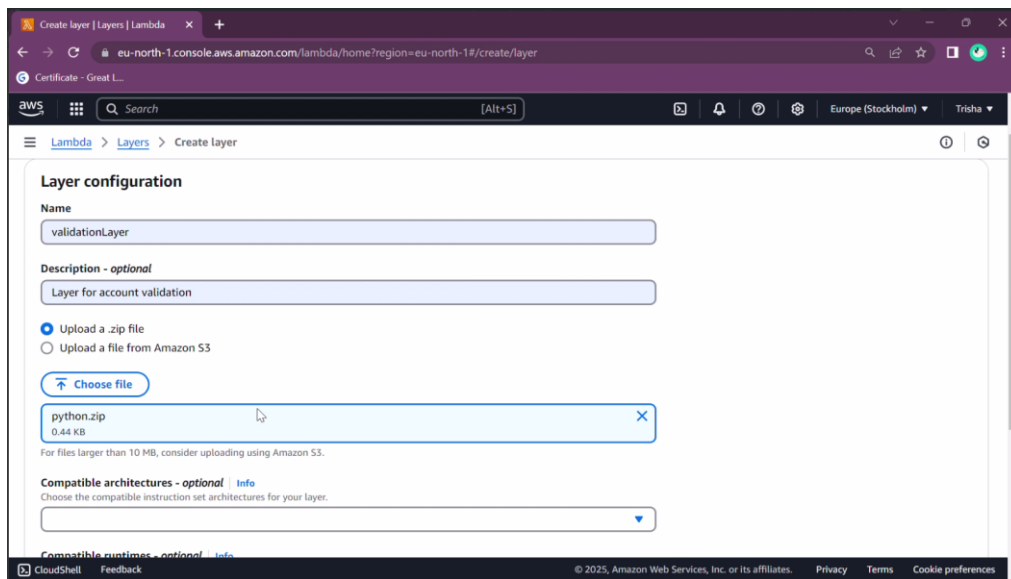 Create layer | Layers | Lambda
eu-north-1.console.aws.amazon.com/lambda/home?region=eu-north-1#/create/layer
Certificate - Great L...
aws Search [Alt+S] Europe (Stockholm) Trisha
Lambda > Layers > Create layer
Layer configuration
Name
validationLayer
Description - optional
Layer for account validation
Upload a .zip file
Upload a file from Amazon S3
Choose file
python.zip
0.44 KB
For files larger than 10 MB, consider uploading using Amazon S3.
Compatible architectures - optional Info
Choose the compatible instruction set architectures for your layer.
Compatible runtimes - optional Info
CloudShell Feedback © 2025, Amazon Web Services, Inc. or its affiliates. Privacy Terms Cookie preferences